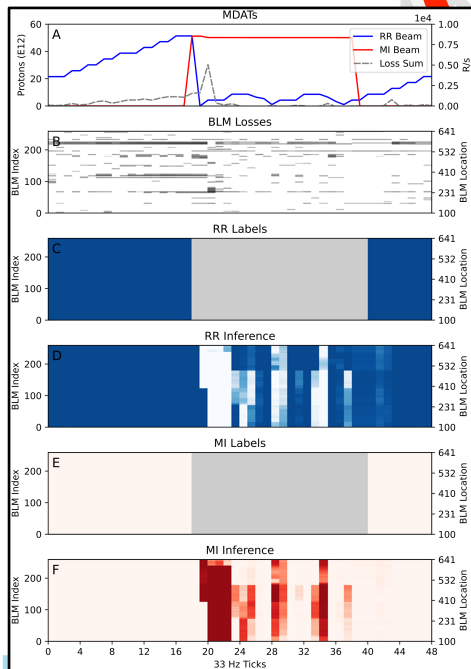 MDATs
1e4
A
RR Beam
MI Beam
Loss Sum
60
40
20
0
Protons (E12)
1.00
0.75
0.50
0.25
0.00
R/s
BLM Losses
B
200
100
0
BLM Index
641
532
410
231
100
BLM Location
RR Labels
C
200
100
0
BLM Index
641
532
410
231
100
BLM Location
RR Inference
D
200
100
0
BLM Index
641
532
410
231
100
BLM Location
MI Labels
E
200
100
0
BLM Index
641
532
410
231
100
BLM Location
MI Inference
F
200
100
0
BLM Index
641
532
410
231
100
BLM Location
0 4 8 12 16 20 24 28 32 36 40 44 48
33 Hz Ticks